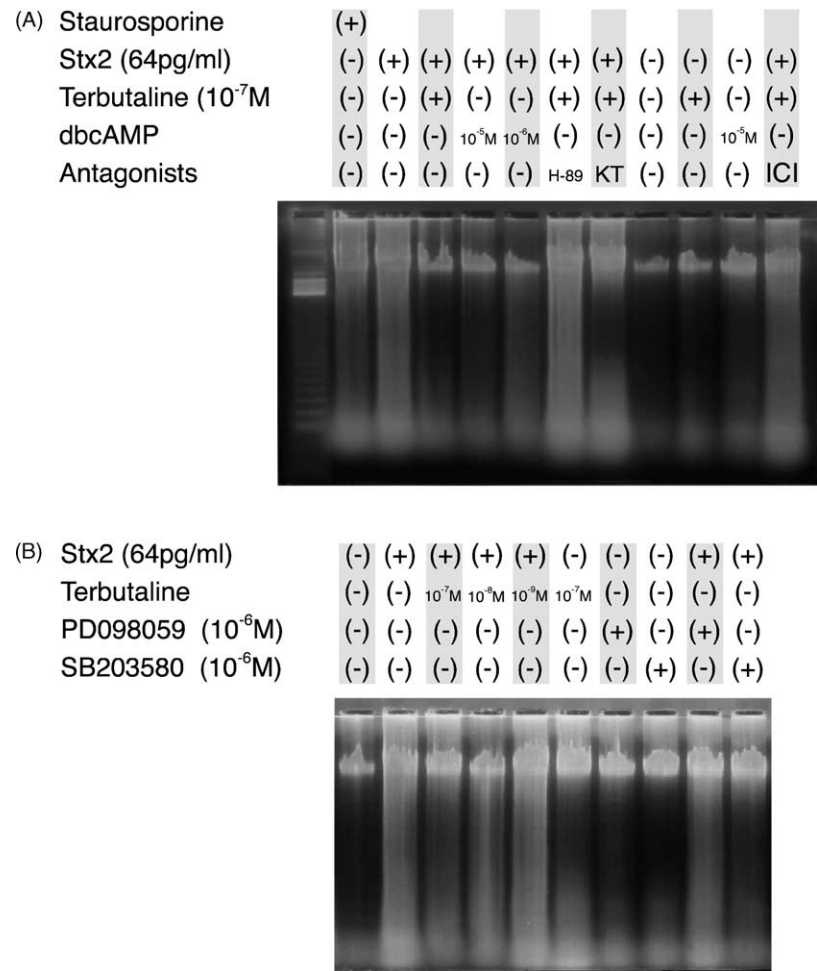 (A) Staurosporine (+)
Stx2 (64pg/ml) (-) (+) (+) (+) (+) (+) (+) (-) (-) (-) (+)
Terbutaline (10⁻⁷M (-) (-) (+) (-) (-) (+) (+) (-) (+) (-) (+)
dbcAMP (-) (-) (-) 10⁻⁵M 10⁻⁶M (-) (-) (-) (-) 10⁻⁵M (-)
Antagonists (-) (-) (-) (-) (-) H-89 KT (-) (-) (-) ICI
(B) Stx2 (64pg/ml) (-) (+) (+) (+) (+) (-) (-) (-) (+) (+)
Terbutaline (-) (-) 10⁻⁷M 10⁻⁸M 10⁻⁹M 10⁻⁷M (-) (-) (-) (-)
PD098059 (10⁻⁶M) (-) (-) (-) (-) (-) (-) (+) (-) (+) (-)
SB203580 (10⁻⁶M) (-) (-) (-) (-) (-) (-) (-) (+) (-) (+)